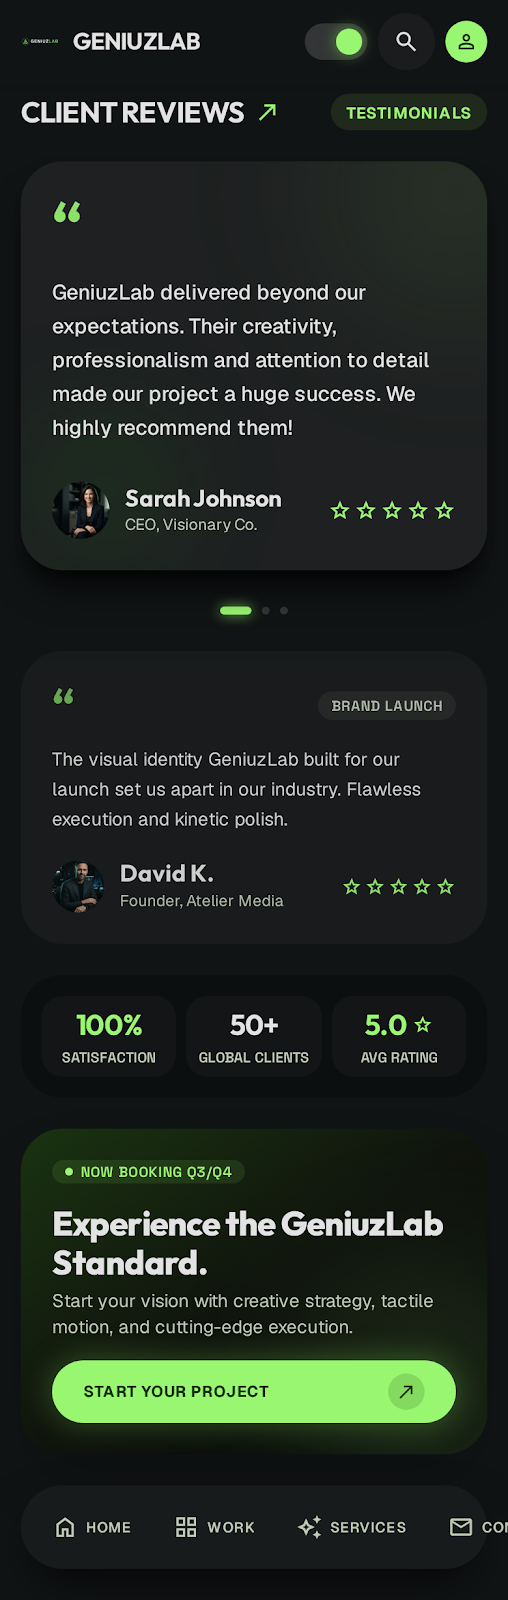 GENIUZLAB GENIUZLAB
CLIENT REVIEWS
TESTIMONIALS
“
GeniuzLab delivered beyond our
expectations. Their creativity,
professionalism and attention to detail
made our project a huge success. We
highly recommend them!
Sarah Johnson
CEO, Visionary Co.
“
BRAND LAUNCH
The visual identity GeniuzLab built for our
launch set us apart in our industry. Flawless
execution and kinetic polish.
David K.
Founder, Atelier Media
100% 50+ 5.0
SATISFACTION GLOBAL CLIENTS AVG RATING
NOW BOOKING Q3/Q4
Experience the GeniuzLab
Standard.
Start your vision with creative strategy, tactile
motion, and cutting-edge execution.
START YOUR PROJECT
HOME WORK SERVICES CON